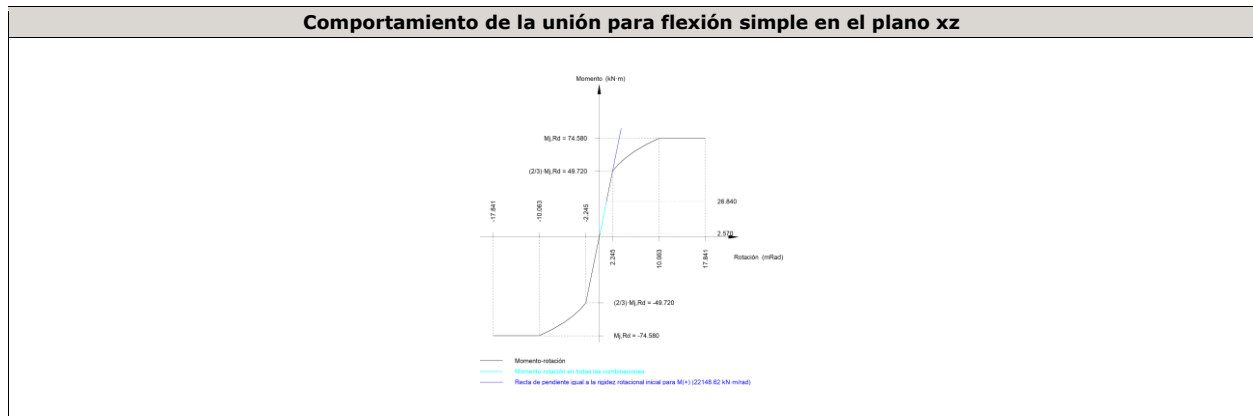 Comportamiento de la unión para flexión simple en el plano xz
Momento (kN·m)
Mj,Rd = 74.580
(2/3)·Mj,Rd = 49.720
-17.841
-10.063
-2.245
26.840
2.570
2.245
10.063
17.841
Rotación (mRad)
(2/3)·Mj,Rd = -49.720
Mj,Rd = -74.580
Momento-rotación
Momento-rotación en todas las combinaciones
Recta de pendiente igual a la rigidez rotacional inicial para M(+) (22148.62 kN·m/rad)